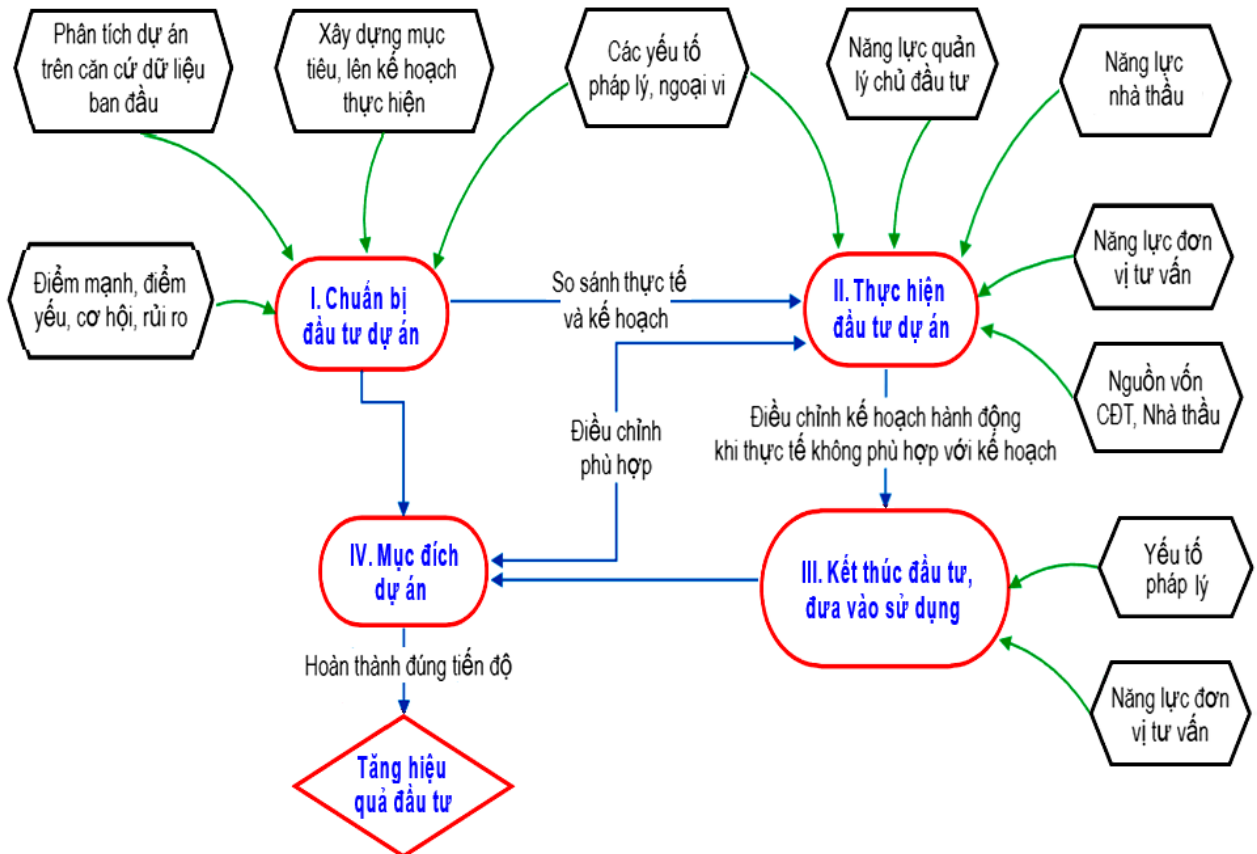 Phân tích dự án
trên căn cứ dữ liệu
ban đầu
Xây dựng mục
tiêu, lên kế hoạch
thực hiện
Các yếu tố
pháp lý, ngoại vi
Năng lực quản
lý chủ đầu tư
Năng lực
nhà thầu
Điểm mạnh, điểm
yếu, cơ hội, rủi ro
I. Chuẩn bị
đầu tư dự án
So sánh thực tế
và kế hoạch
II. Thực hiện
đầu tư dự án
Năng lực đơn
vị tư vấn
Nguồn vốn
CĐT, Nhà thầu
Điều chỉnh
phù hợp
Điều chỉnh kế hoạch hành động
khi thực tế không phù hợp với kế hoạch
IV. Mục đích
dự án
III. Kết thúc đầu tư,
đưa vào sử dụng
Yếu tố
pháp lý
Hoàn thành đúng tiến độ
Năng lực đơn
vị tư vấn
Tăng hiệu
quả đầu tư